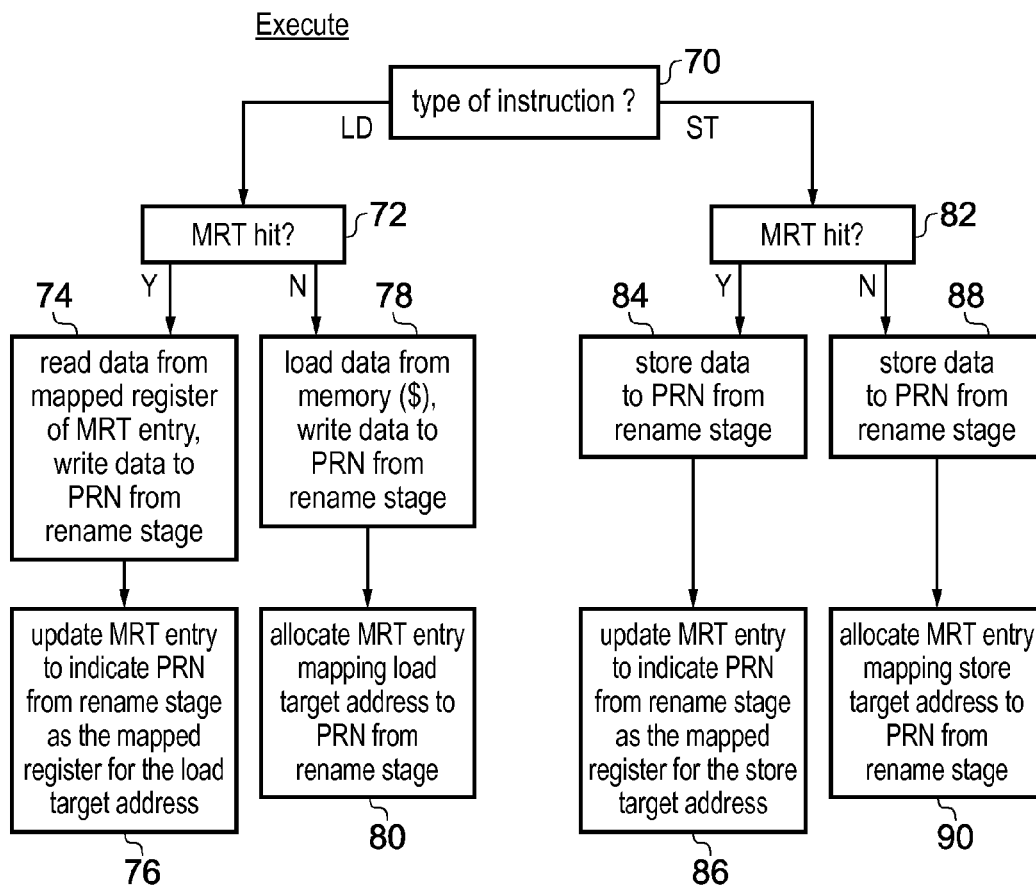 Execute
70
type of instruction ?
LD
ST
72
MRT hit?
82
MRT hit?
Y
N
Y
N
74
read data from
mapped register
of MRT entry,
write data to
PRN from
rename stage
78
load data from
memory ($),
write data to
PRN from
rename stage
84
store data
to PRN from
rename stage
88
store data
to PRN from
rename stage
update MRT entry
to indicate PRN
from rename stage
as the mapped
register for the load
target address
76
allocate MRT entry
mapping load
target address to
PRN from
rename stage
80
update MRT entry
to indicate PRN
from rename stage
as the mapped
register for the store
target address
86
allocate MRT entry
mapping store
target address to
PRN from
rename stage
90